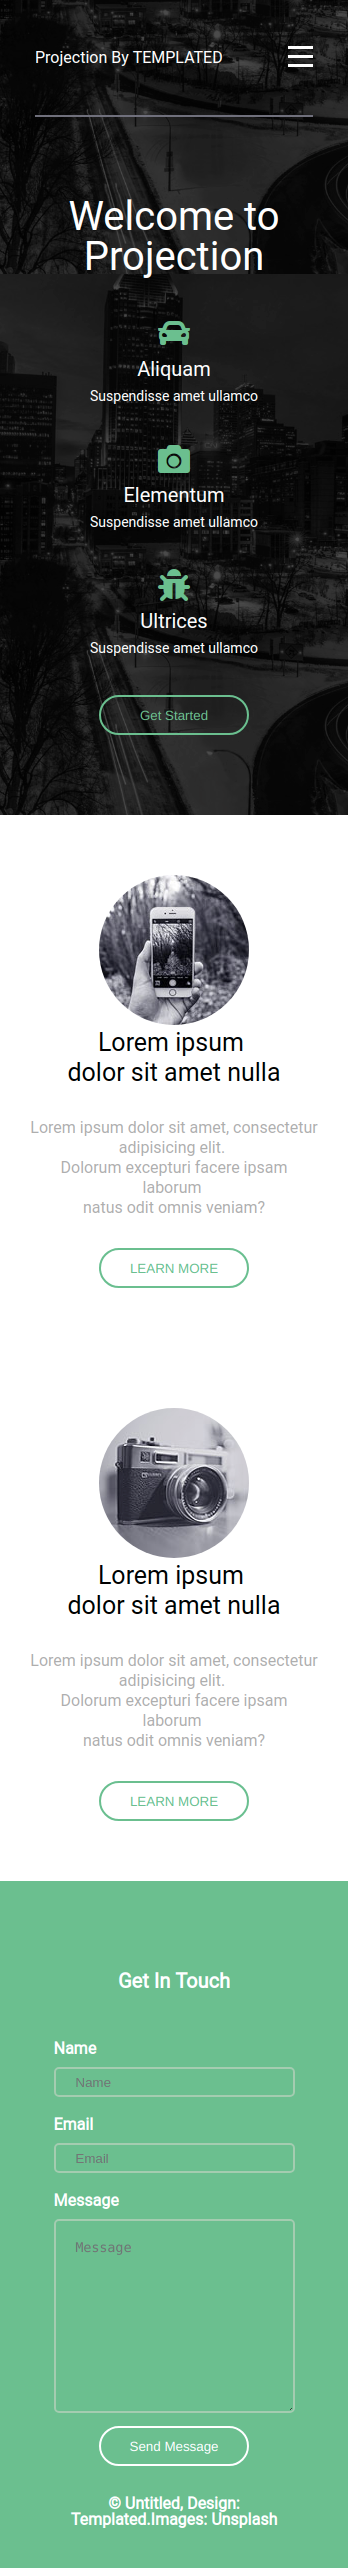 Projection By TEMPLATED
Welcome to
Projection
Aliquam
Suspendisse amet ullamco
Elementum
Suspendisse amet ullamco
Ultrices
Suspendisse amet ullamco
Get Started
Lorem ipsum
dolor sit amet nulla
Lorem ipsum dolor sit amet, consectetur
adipisicing elit.
Dolorum excepturi facere ipsam
laborum
natus odit omnis veniam?
LEARN MORE
Lorem ipsum
dolor sit amet nulla
Lorem ipsum dolor sit amet, consectetur
adipisicing elit.
Dolorum excepturi facere ipsam
laborum
natus odit omnis veniam?
LEARN MORE
Get In Touch
Name
Name
Email
Email
Message
Message
Send Message
© Untitled, Design:
Templated.Images: Unsplash